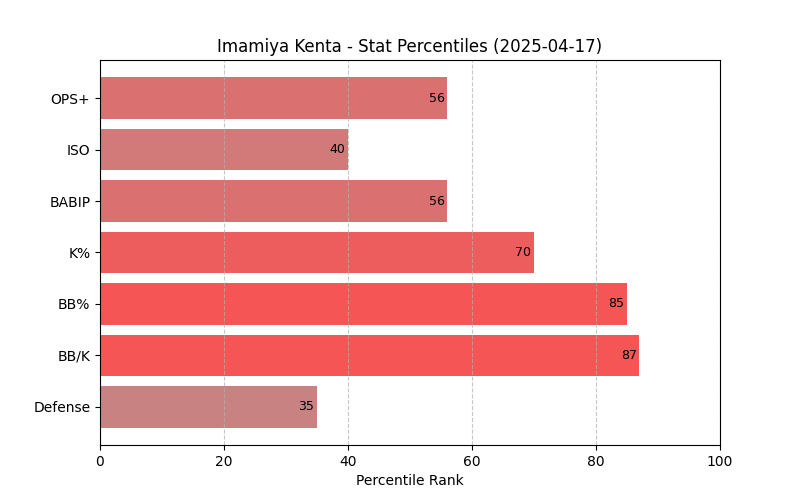 Imamiya Kenta - Stat Percentiles (2025-04-17)
OPS+ 56
ISO 40
BABIP 56
K% 70
BB% 85
BB/K 87
Defense 35
0 20 40 60 80 100
Percentile Rank